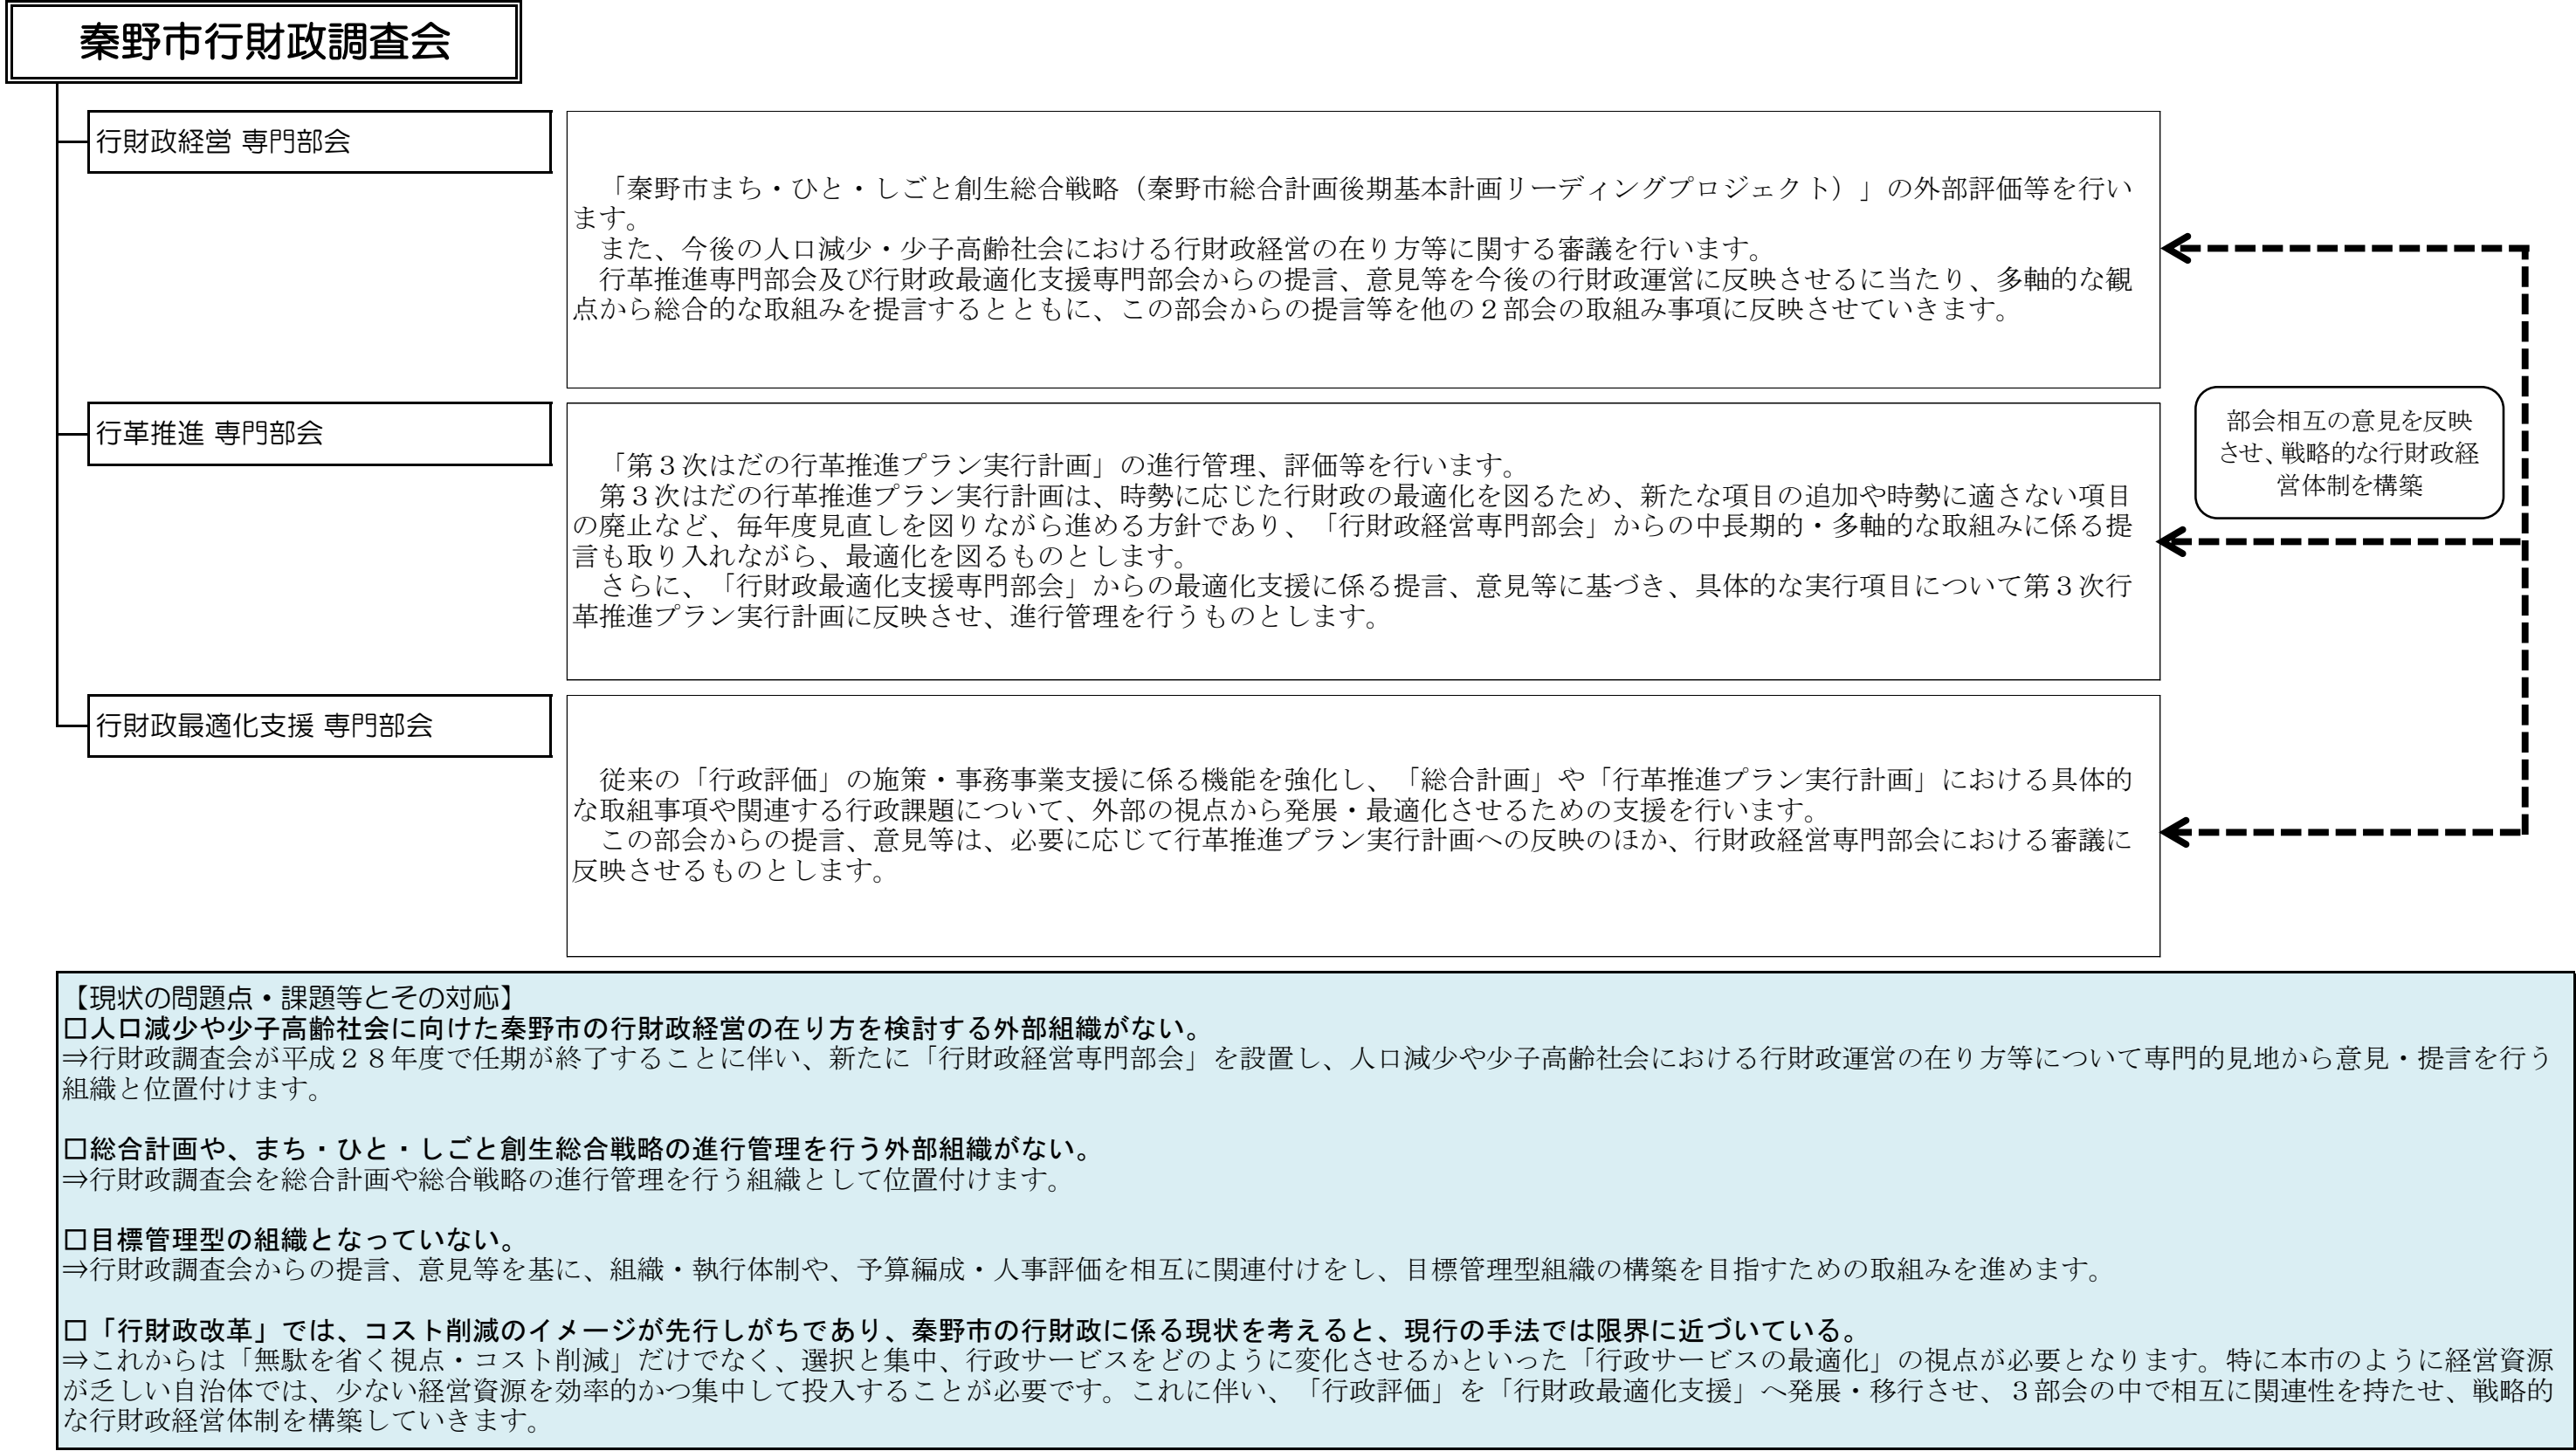 秦野市行財政調査会
行財政経営 専門部会
「秦野市まち・ひと・しごと創生総合戦略（秦野市総合計画後期基本計画リーディングプロジェクト）」の外部評価等を行い
ます。
また、今後の人口減少・少子高齢社会における行財政経営の在り方等に関する審議を行います。
行革推進専門部会及び行財政最適化支援専門部会からの提言、意見等を今後の行財政運営に反映させるに当たり、多軸的な観
点から総合的な取組みを提言するとともに、この部会からの提言等を他の２部会の取組み事項に反映させていきます。
行革推進 専門部会
「第３次はだの行革推進プラン実行計画」の進行管理、評価等を行います。
第３次はだの行革推進プラン実行計画は、時勢に応じた行財政の最適化を図るため、新たな項目の追加や時勢に適さない項目
の廃止など、毎年度見直しを図りながら進める方針であり、「行財政経営専門部会」からの中長期的・多軸的な取組みに係る提
言も取り入れながら、最適化を図るものとします。
さらに、「行財政最適化支援専門部会」からの最適化支援に係る提言、意見等に基づき、具体的な実行項目について第３次行
革推進プラン実行計画に反映させ、進行管理を行うものとします。
部会相互の意見を反映
させ、戦略的な行財政経
営体制を構築
行財政最適化支援 専門部会
従来の「行政評価」の施策・事務事業支援に係る機能を強化し、「総合計画」や「行革推進プラン実行計画」における具体的
な取組事項や関連する行政課題について、外部の視点から発展・最適化させるための支援を行います。
この部会からの提言、意見等は、必要に応じて行革推進プラン実行計画への反映のほか、行財政経営専門部会における審議に
反映させるものとします。
【現状の問題点・課題等とその対応】
□人口減少や少子高齢社会に向けた秦野市の行財政経営の在り方を検討する外部組織がない。
⇒行財政調査会が平成２８年度で任期が終了することに伴い、新たに「行財政経営専門部会」を設置し、人口減少や少子高齢社会における行財政運営の在り方等について専門的見地から意見・提言を行う
組織と位置付けます。
□総合計画や、まち・ひと・しごと創生総合戦略の進行管理を行う外部組織がない。
⇒行財政調査会を総合計画や総合戦略の進行管理を行う組織として位置付けます。
□目標管理型の組織となっていない。
⇒行財政調査会からの提言、意見等を基に、組織・執行体制や、予算編成・人事評価を相互に関連付けをし、目標管理型組織の構築を目指すための取組みを進めます。
□「行財政改革」では、コスト削減のイメージが先行しがちであり、秦野市の行財政に係る現状を考えると、現行の手法では限界に近づいている。
⇒これからは「無駄を省く視点・コスト削減」だけでなく、選択と集中、行政サービスをどのように変化させるかといった「行政サービスの最適化」の視点が必要となります。特に本市のように経営資源
が乏しい自治体では、少ない経営資源を効率的かつ集中して投入することが必要です。これに伴い、「行政評価」を「行財政最適化支援」へ発展・移行させ、３部会の中で相互に関連性を持たせ、戦略的
な行財政経営体制を構築していきます。